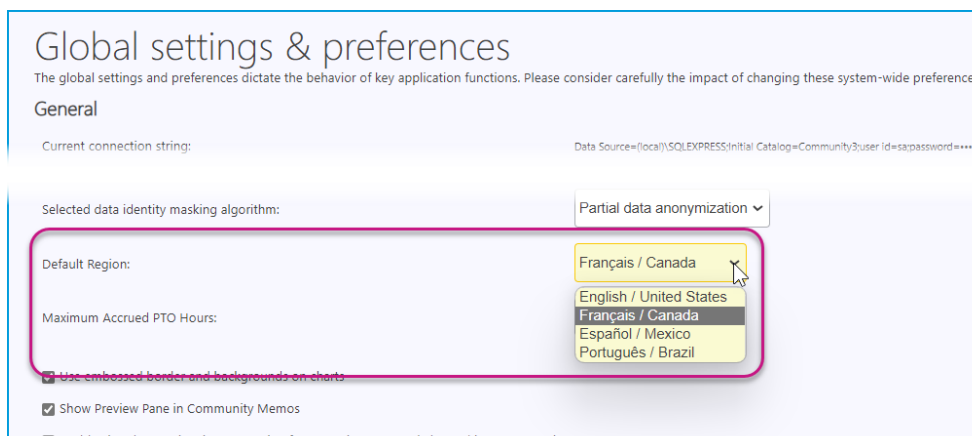 Global settings & preferences
The global settings and preferences dictate the behavior of key application functions. Please consider carefully the impact of changing these system-wide preference
General
Current connection string: Data Source=(local)\SQLEXPRESS;Initial Catalog=Community3;user id=sa;password=•••
Selected data identity masking algorithm: Partial data anonymization
Default Region: Français / Canada
English / United States
Maximum Accrued PTO Hours: Français / Canada
Español / Mexico
Português / Brazil
Use embossed border and backgrounds on charts
Show Preview Pane in Community Memos